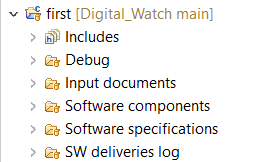 first [Digital_Watch main]
Includes
Debug
Input documents
Software components
Software specifications
SW deliveries log